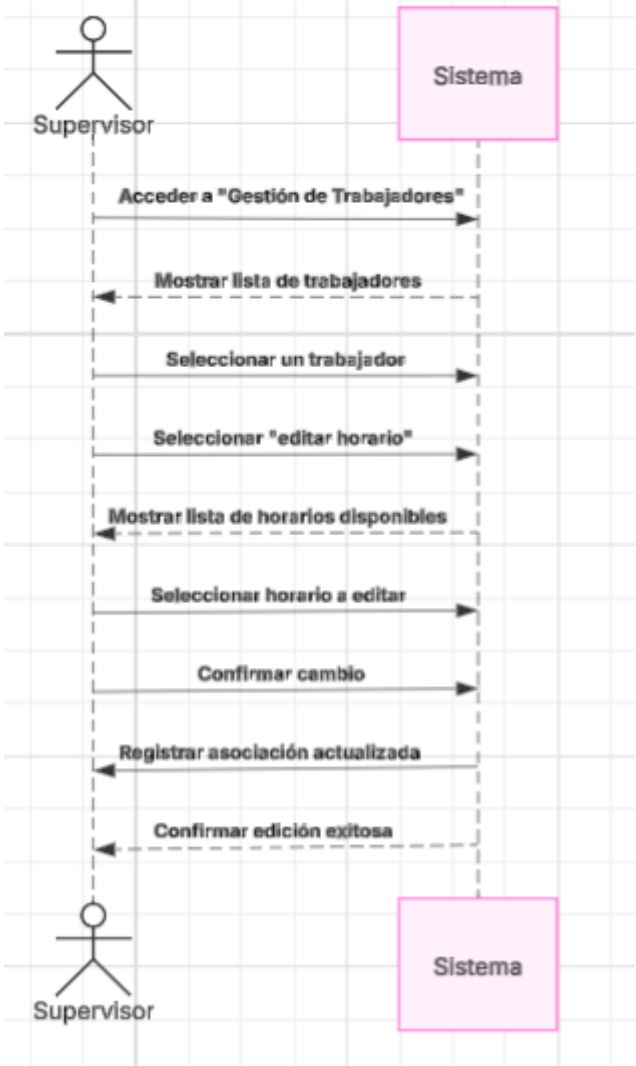 Supervisor
Sistema
Acceder a "Gestión de Trabajadores"
Mostrar lista de trabajadores
Seleccionar un trabajador
Seleccionar "editar horario"
Mostrar lista de horarios disponibles
Seleccionar horario a editar
Confirmar cambio
Registrar asociación actualizada
Confirmar edición exitosa
Supervisor
Sistema